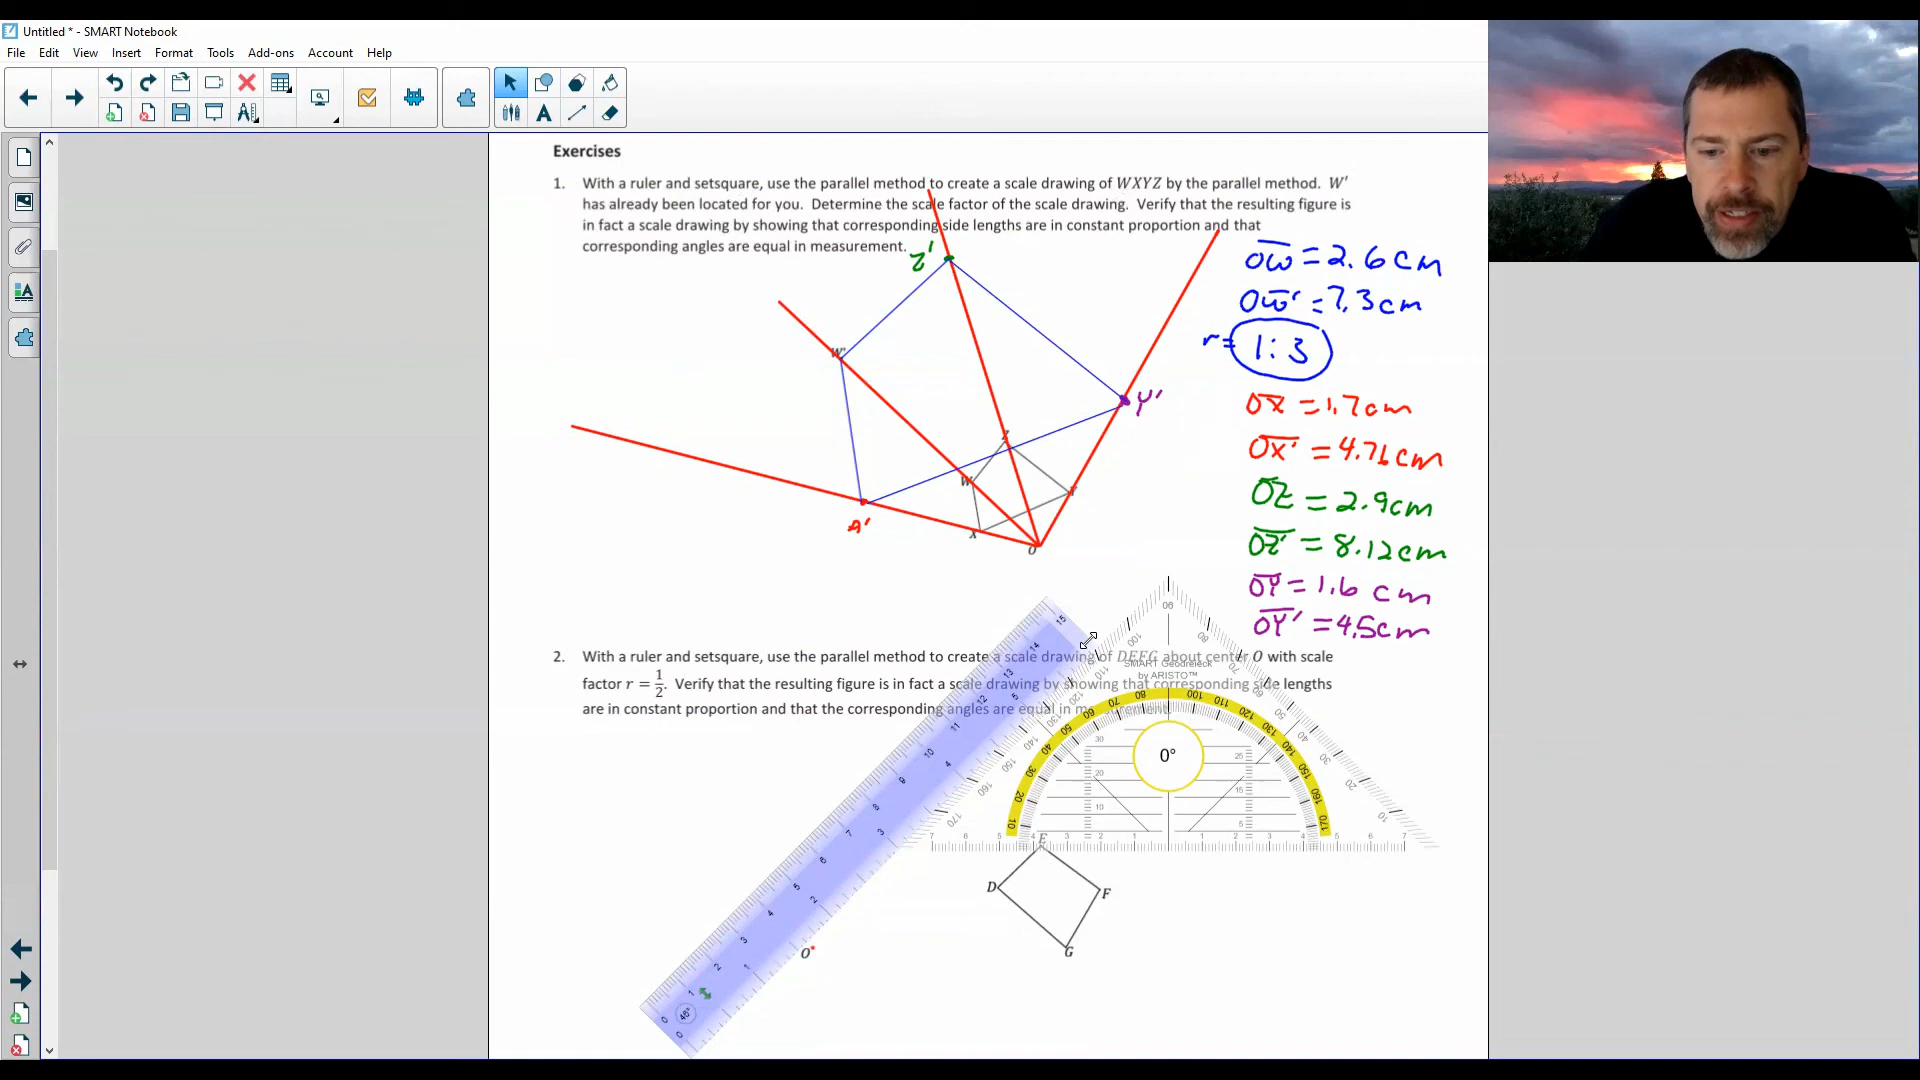 Untitled * - SMART Notebook
File Edit View Insert Format Tools Add-ons Account Help
Exercises
1. With a ruler and setsquare, use the parallel method to create a scale drawing of WXYZ by the parallel method. W'
has already been located for you. Determine the scale factor of the scale drawing. Verify that the resulting figure is
in fact a scale drawing by showing that corresponding side lengths are in constant proportion and that
corresponding angles are equal in measurement.
Z'
W'
Y'
Z
W
Y
A'
X
O
OW = 2.6 cm
OW' = 7.3 cm
r = 1:3
OX = 1.7cm
OX' = 4.76cm
OZ = 2.9cm
OZ' = 8.12cm
OY = 1.6 cm
OY' = 4.5cm
2. With a ruler and setsquare, use the parallel method to create a scale drawing of DEFG about center O with scale
factor r = 1/2. Verify that the resulting figure is in fact a scale drawing by showing that corresponding side lengths
are in constant proportion and that the corresponding angles are equal in measurement.
SMART Geodreieck
by ARISTO™
0°
E
D
F
G
O